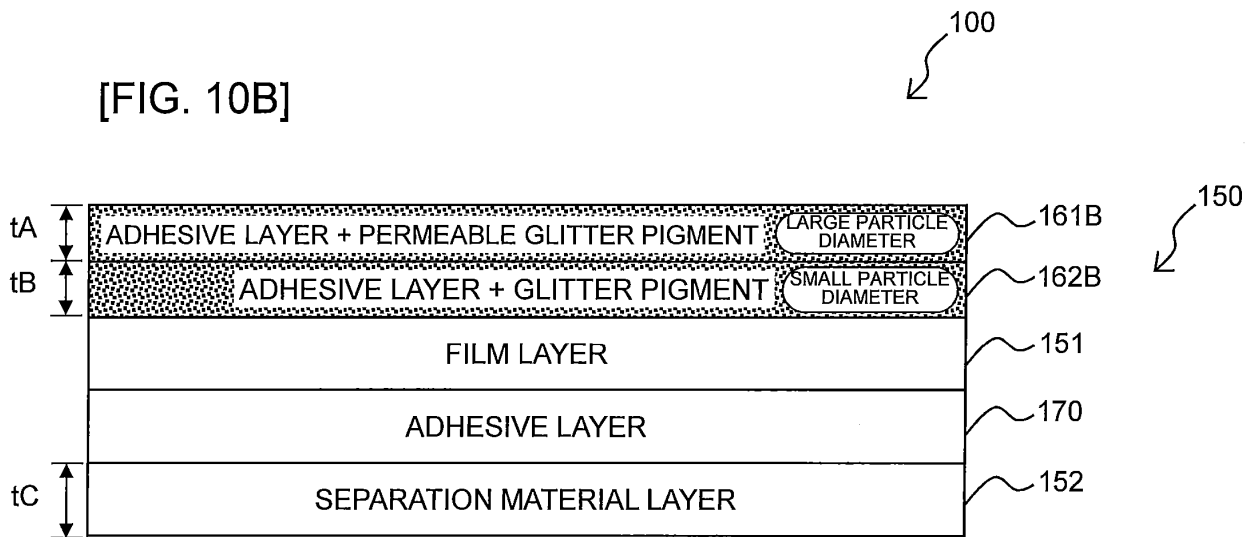 100
[FIG. 10B]
150
tA
ADHESIVE LAYER + PERMEABLE GLITTER PIGMENT
LARGE PARTICLE
DIAMETER
161B
tB
ADHESIVE LAYER + GLITTER PIGMENT
SMALL PARTICLE
DIAMETER
162B
FILM LAYER
151
ADHESIVE LAYER
170
tC
SEPARATION MATERIAL LAYER
152